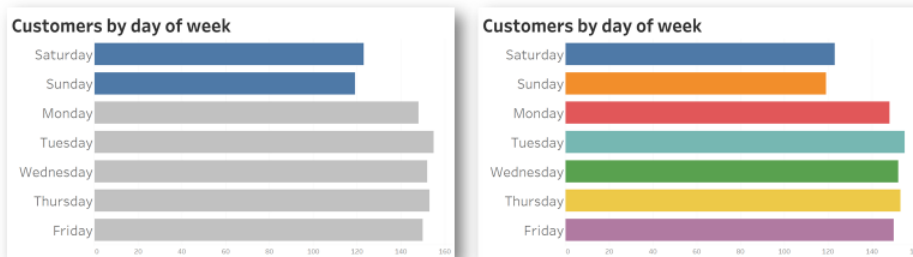 Customers by day of week
Saturday
Sunday
Monday
Tuesday
Wednesday
Thursday
Friday
0 20 40 60 80 100 120 140 160
Customers by day of week
Saturday
Sunday
Monday
Tuesday
Wednesday
Thursday
Friday
0 20 40 60 80 100 120 140